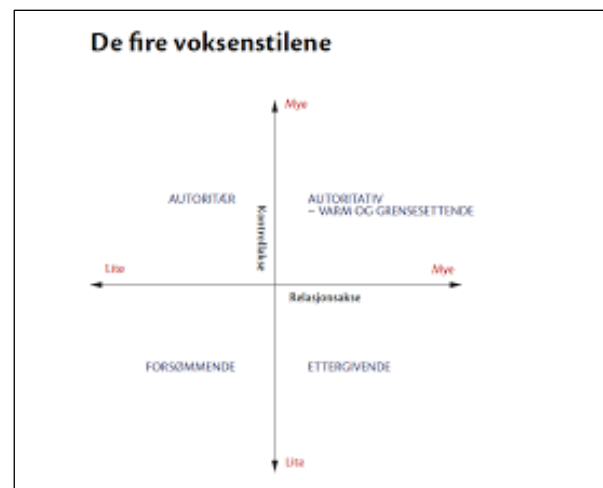 De fire voksenstilene
Mye
AUTORITÆR
AUTORITATIV
– VARM OG GRENSESETTENDE
Kontrollakse
Lite
Mye
Relasjonsakse
FORSØMMENDE
ETTERGIVENDE
Lite